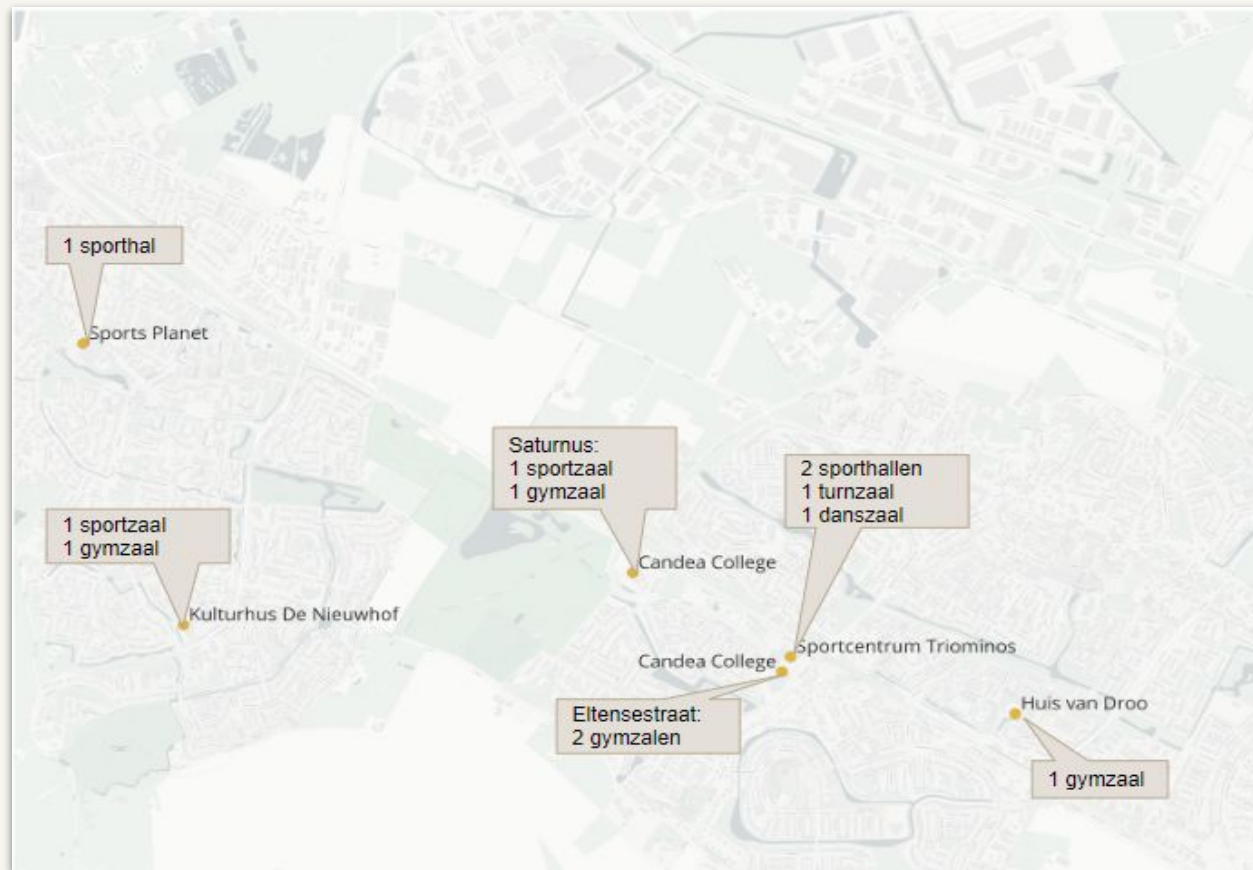 1 sporthal
Sports Planet
Saturnus:
1 sportzaal
1 gymzaal
2 sporthallen
1 turnzaal
1 danszaal
1 sportzaal
1 gymzaal
Candea College
Kulturhus De Nieuwhof
Sportcentrum Triominos
Candea College
Eltensestraat:
2 gymzalen
Huis van Droo
1 gymzaal